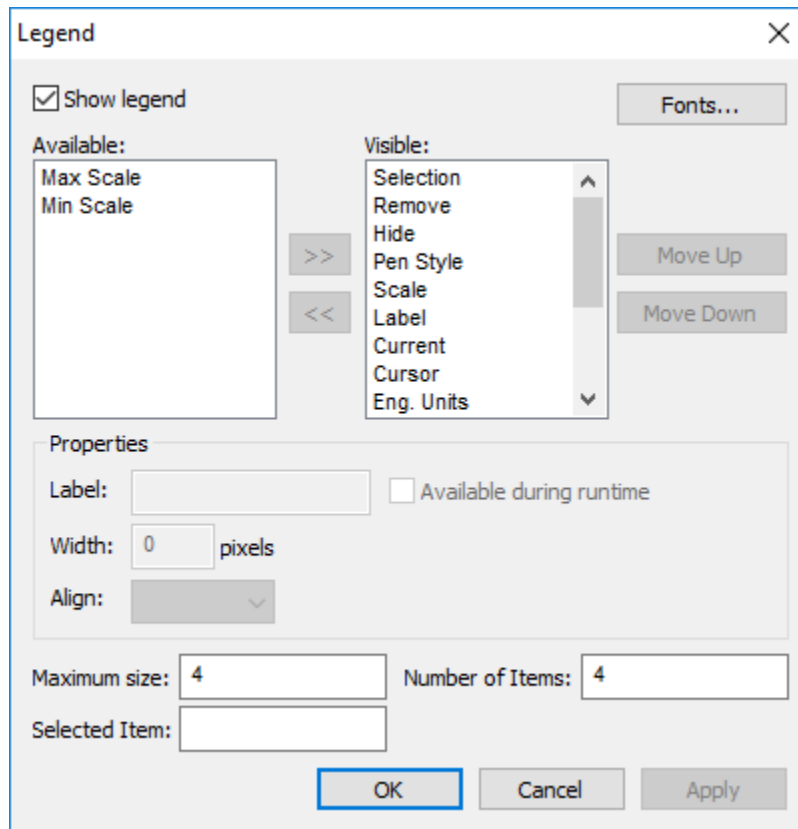 Legend
Show legend
Fonts...
Available:
Visible:
Max Scale
Min Scale
>>
<<
Selection
Remove
Hide
Pen Style
Scale
Label
Current
Cursor
Eng. Units
Move Up
Move Down
Properties
Label:
Available during runtime
Width: 0 pixels
Align:
Maximum size: 4
Number of Items: 4
Selected Item:
OK
Cancel
Apply